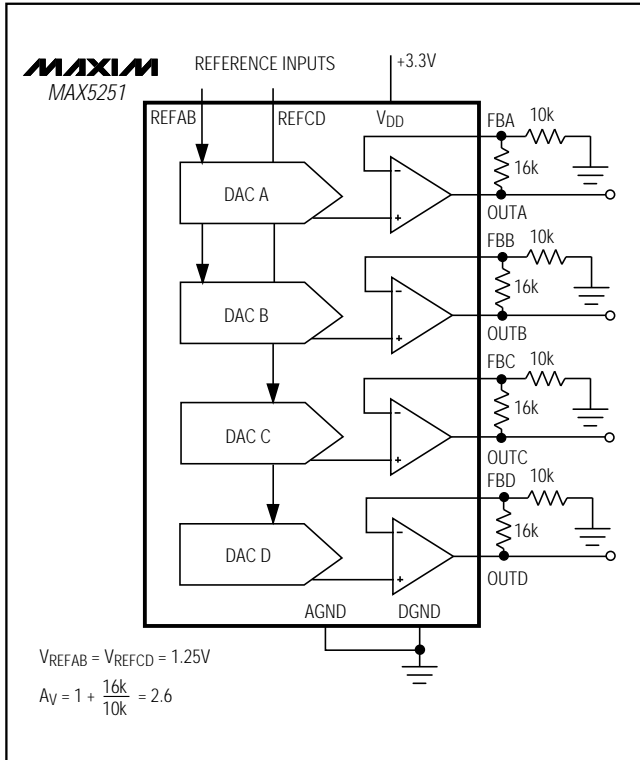 MAXIM
MAX5251
REFERENCE INPUTS
+3.3V
REFAB
REFCD
VDD
FBA
10k
16k
DAC A
-
+
OUTA
FBB
10k
16k
DAC B
-
+
OUTB
FBC
10k
16k
DAC C
-
+
OUTC
FBD
10k
16k
DAC D
-
+
OUTD
AGND
DGND
VREFAB = VREFCD = 1.25V
AV = 1 + 16k/10k = 2.6